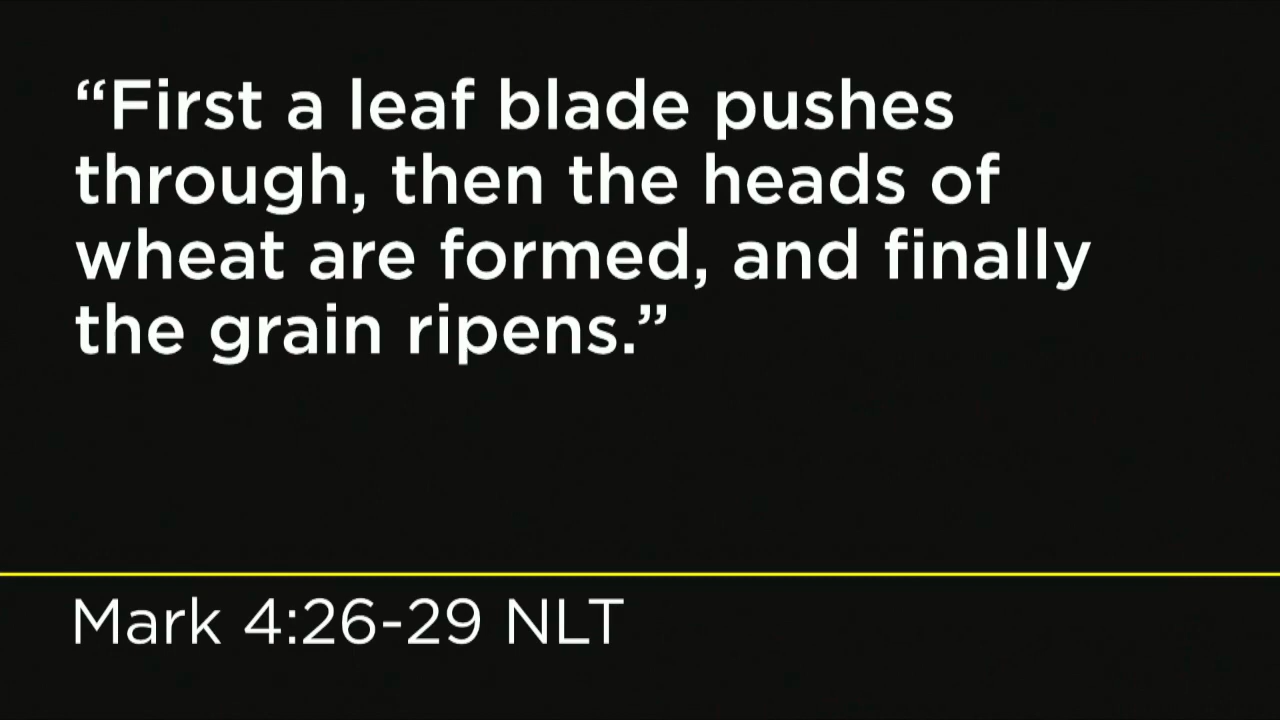 “First a leaf blade pushes
through, then the heads of
wheat are formed, and finally
the grain ripens.”
Mark 4:26-29 NLT